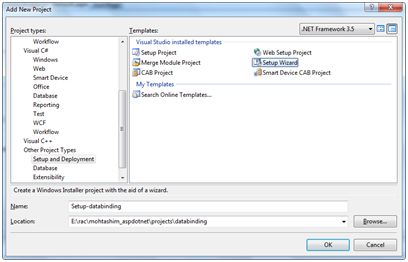 Add New Project
Project types:
Templates:
.NET Framework 3.5
Workflow
Visual C#
Windows
Web
Smart Device
Office
Database
Reporting
Test
WCF
Workflow
Visual C++
Other Project Types
Setup and Deployment
Database
Extensibility
Visual Studio installed templates
Setup Project
Web Setup Project
Merge Module Project
Setup Wizard
CAB Project
Smart Device CAB Project
My Templates
Search Online Templates...
Create a Windows Installer project with the aid of a wizard.
Name:
Setup-databinding
Location:
E:\rac\mohtashim_aspdotnet\projects\databinding
Browse...
OK
Cancel